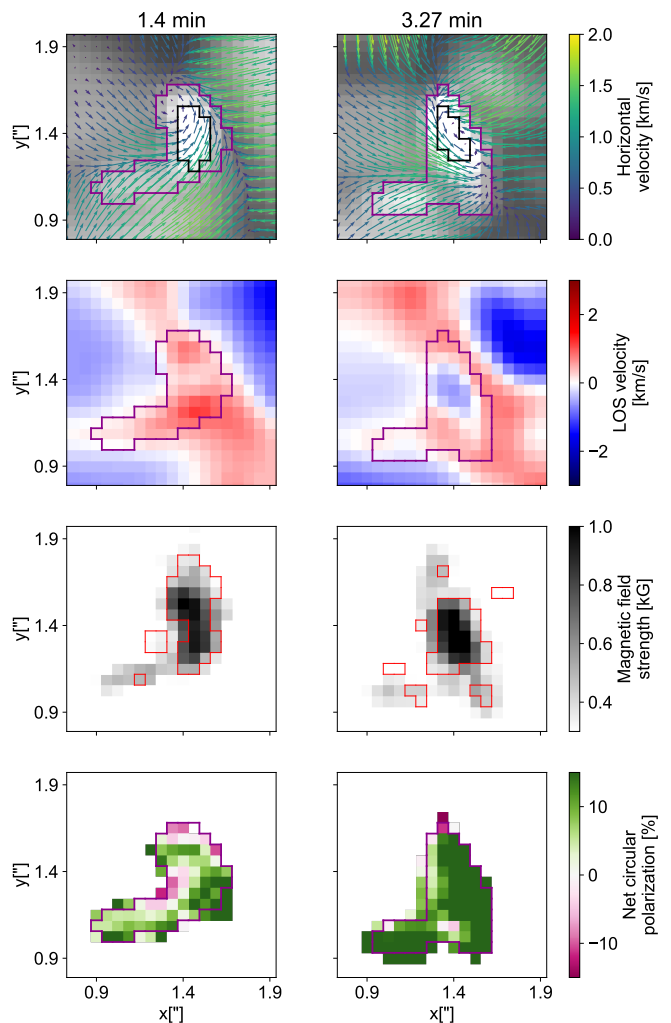 1.4 min 3.27 min
1.9
1.4
0.9
y["]
2.0
1.5
1.0
0.5
0.0
Horizontal
velocity [km/s]
1.9
1.4
0.9
y["]
2
0
−2
LOS velocity
[km/s]
1.9
1.4
0.9
y["]
1.0
0.8
0.6
0.4
Magnetic field
strength [kG]
1.9
1.4
0.9
y["]
10
0
−10
Net circular
polarization [%]
0.9 1.4 1.9 0.9 1.4 1.9
x["] x["]